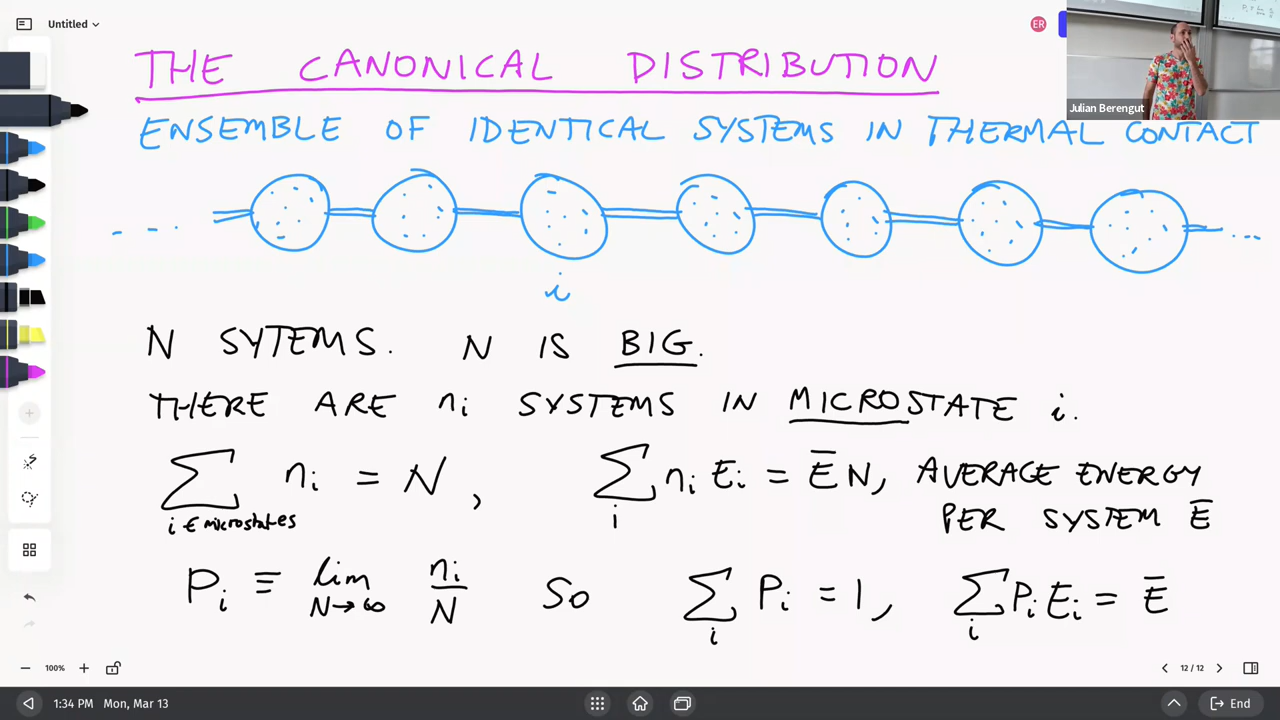 Untitled
ER
THE CANONICAL DISTRIBUTION
Julian Berengut
ENSEMBLE OF IDENTICAL SYSTEMS IN THERMAL CONTACT
i
N SYTEMS. N IS BIG.
THERE ARE nᵢ SYSTEMS IN MICROSTATE i.
∑ nᵢ = N, ∑ nᵢ Eᵢ = E̅N, AVERAGE ENERGY
i ∈ microstates i PER SYSTEM E̅
Pᵢ ≡ lim nᵢ/N So ∑ Pᵢ = 1, ∑ Pᵢ Eᵢ = E̅
N→∞ i i
100%
12/12
1:34 PM Mon, Mar 13
End